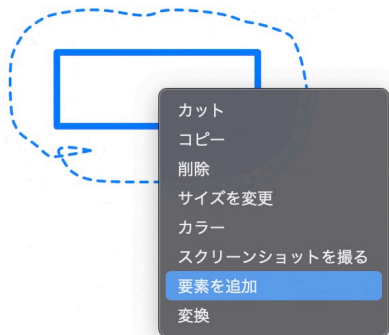 カット
コピー
削除
サイズを変更
カラー
スクリーンショットを撮る
要素を追加
変換